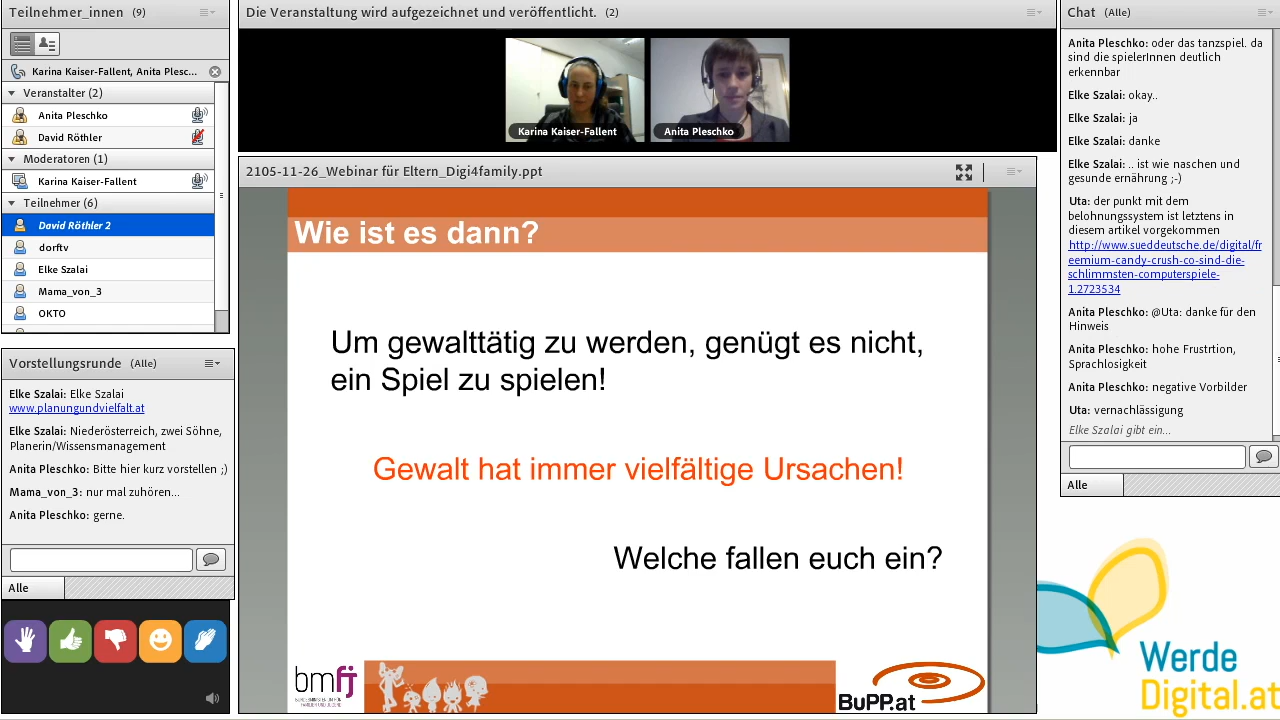 Teilnehmer_innen (9)
Karina Kaiser-Fallent, Anita Plesc...
Veranstalter (2)
Anita Pleschko
David Röthler
Moderatoren (1)
Karina Kaiser-Fallent
Teilnehmer (6)
David Röthler 2
dorftv
Elke Szalai
Mama_von_3
OKTO
Vorstellungsrunde (Alle)
Elke Szalai: Elke Szalai
www.planungundvielfalt.at
Elke Szalai: Niederösterreich, zwei Söhne,
Planerin/Wissensmanagement
Anita Pleschko: Bitte hier kurz vorstellen ;)
Mama_von_3: nur mal zuhören...
Anita Pleschko: gerne.
Alle
Die Veranstaltung wird aufgezeichnet und veröffentlicht. (2)
Karina Kaiser-Fallent
Anita Pleschko
2105-11-26_Webinar für Eltern_Digi4family.ppt
Wie ist es dann?
Um gewalttätig zu werden, genügt es nicht,
ein Spiel zu spielen!
Gewalt hat immer vielfältige Ursachen!
Welche fallen euch ein?
bmfj
BuPP.at
Chat (Alle)
Anita Pleschko: oder das tanzspiel. da
sind die spielerInnen deutlich
erkennbar
Elke Szalai: okay..
Elke Szalai: ja
Elke Szalai: danke
Elke Szalai: .. ist wie naschen und
gesunde ernährung ;-)
Uta: der punkt mit dem
belohnungssystem ist letztens in
diesem artikel vorgekommen
http://www.sueddeutsche.de/digital/fr
eemium-candy-crush-co-sind-die-
schlimmsten-computerspiele-
1.2723534
Anita Pleschko: @Uta: danke für den
Hinweis
Anita Pleschko: hohe Frustrtion,
Sprachlosigkeit
Anita Pleschko: negative Vorbilder
Uta: vernachlässigung
Elke Szalai gibt ein...
Alle
Werde
Digital.at